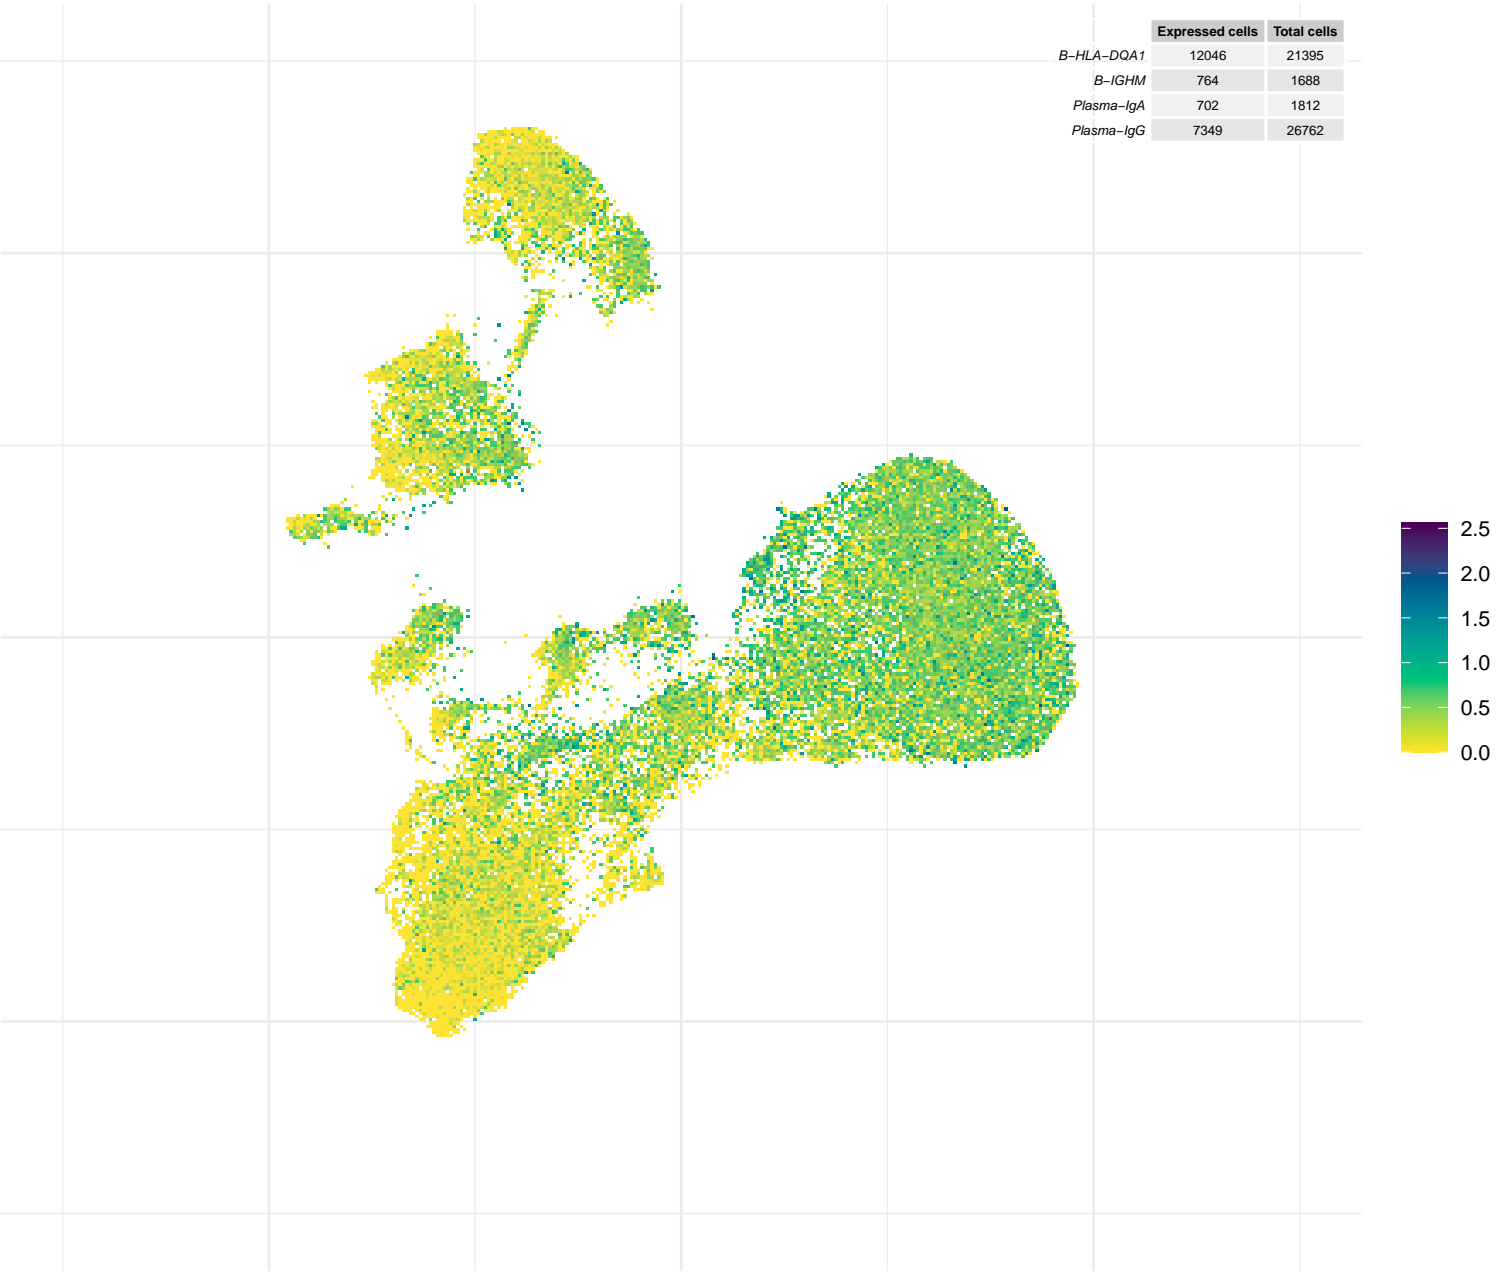 Expressed cells Total cells
B−HLA−DQA1 12046 21395
B−IGHM 764 1688
Plasma−IgA 702 1812
Plasma−IgG 7349 26762
2.5
2.0
1.5
1.0
0.5
0.0